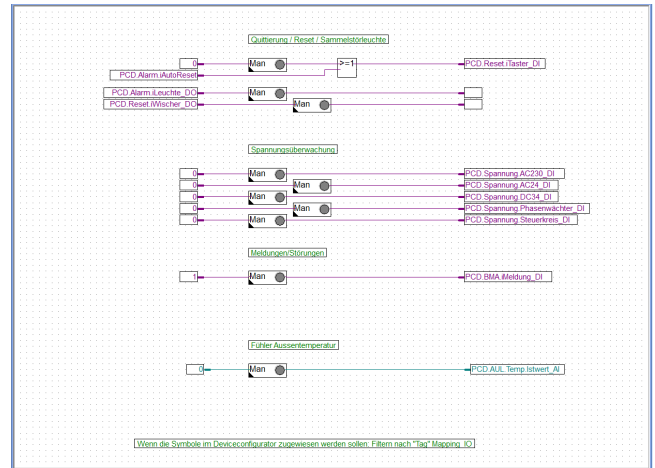 Quittierung / Reset / Sammelstörleuchte
0 Man >=1 PCD.Reset.iTaster_DI
PCD.Alarm.iAutoReset
PCD.Alarm.iLeuchte_DO Man
PCD.Reset.iWischer_DO Man
Spannungsüberwachung
0 Man PCD.Spannung.AC230_DI
0 Man PCD.Spannung.AC24_DI
0 Man PCD.Spannung.DC34_DI
0 Man PCD.Spannung.Phasenwächter_DI
0 Man PCD.Spannung.Steuerkreis_DI
Meldungen/Störungen
1 Man PCD.BMA.iMeldung_DI
Fühler Aussentemperatur
0 Man PCD.AUL.Temp.Istwert_AI
Wenn die Symbole im Deviceconfigurator zugewiesen werden sollen: Filtern nach "Tag" Mapping_IO